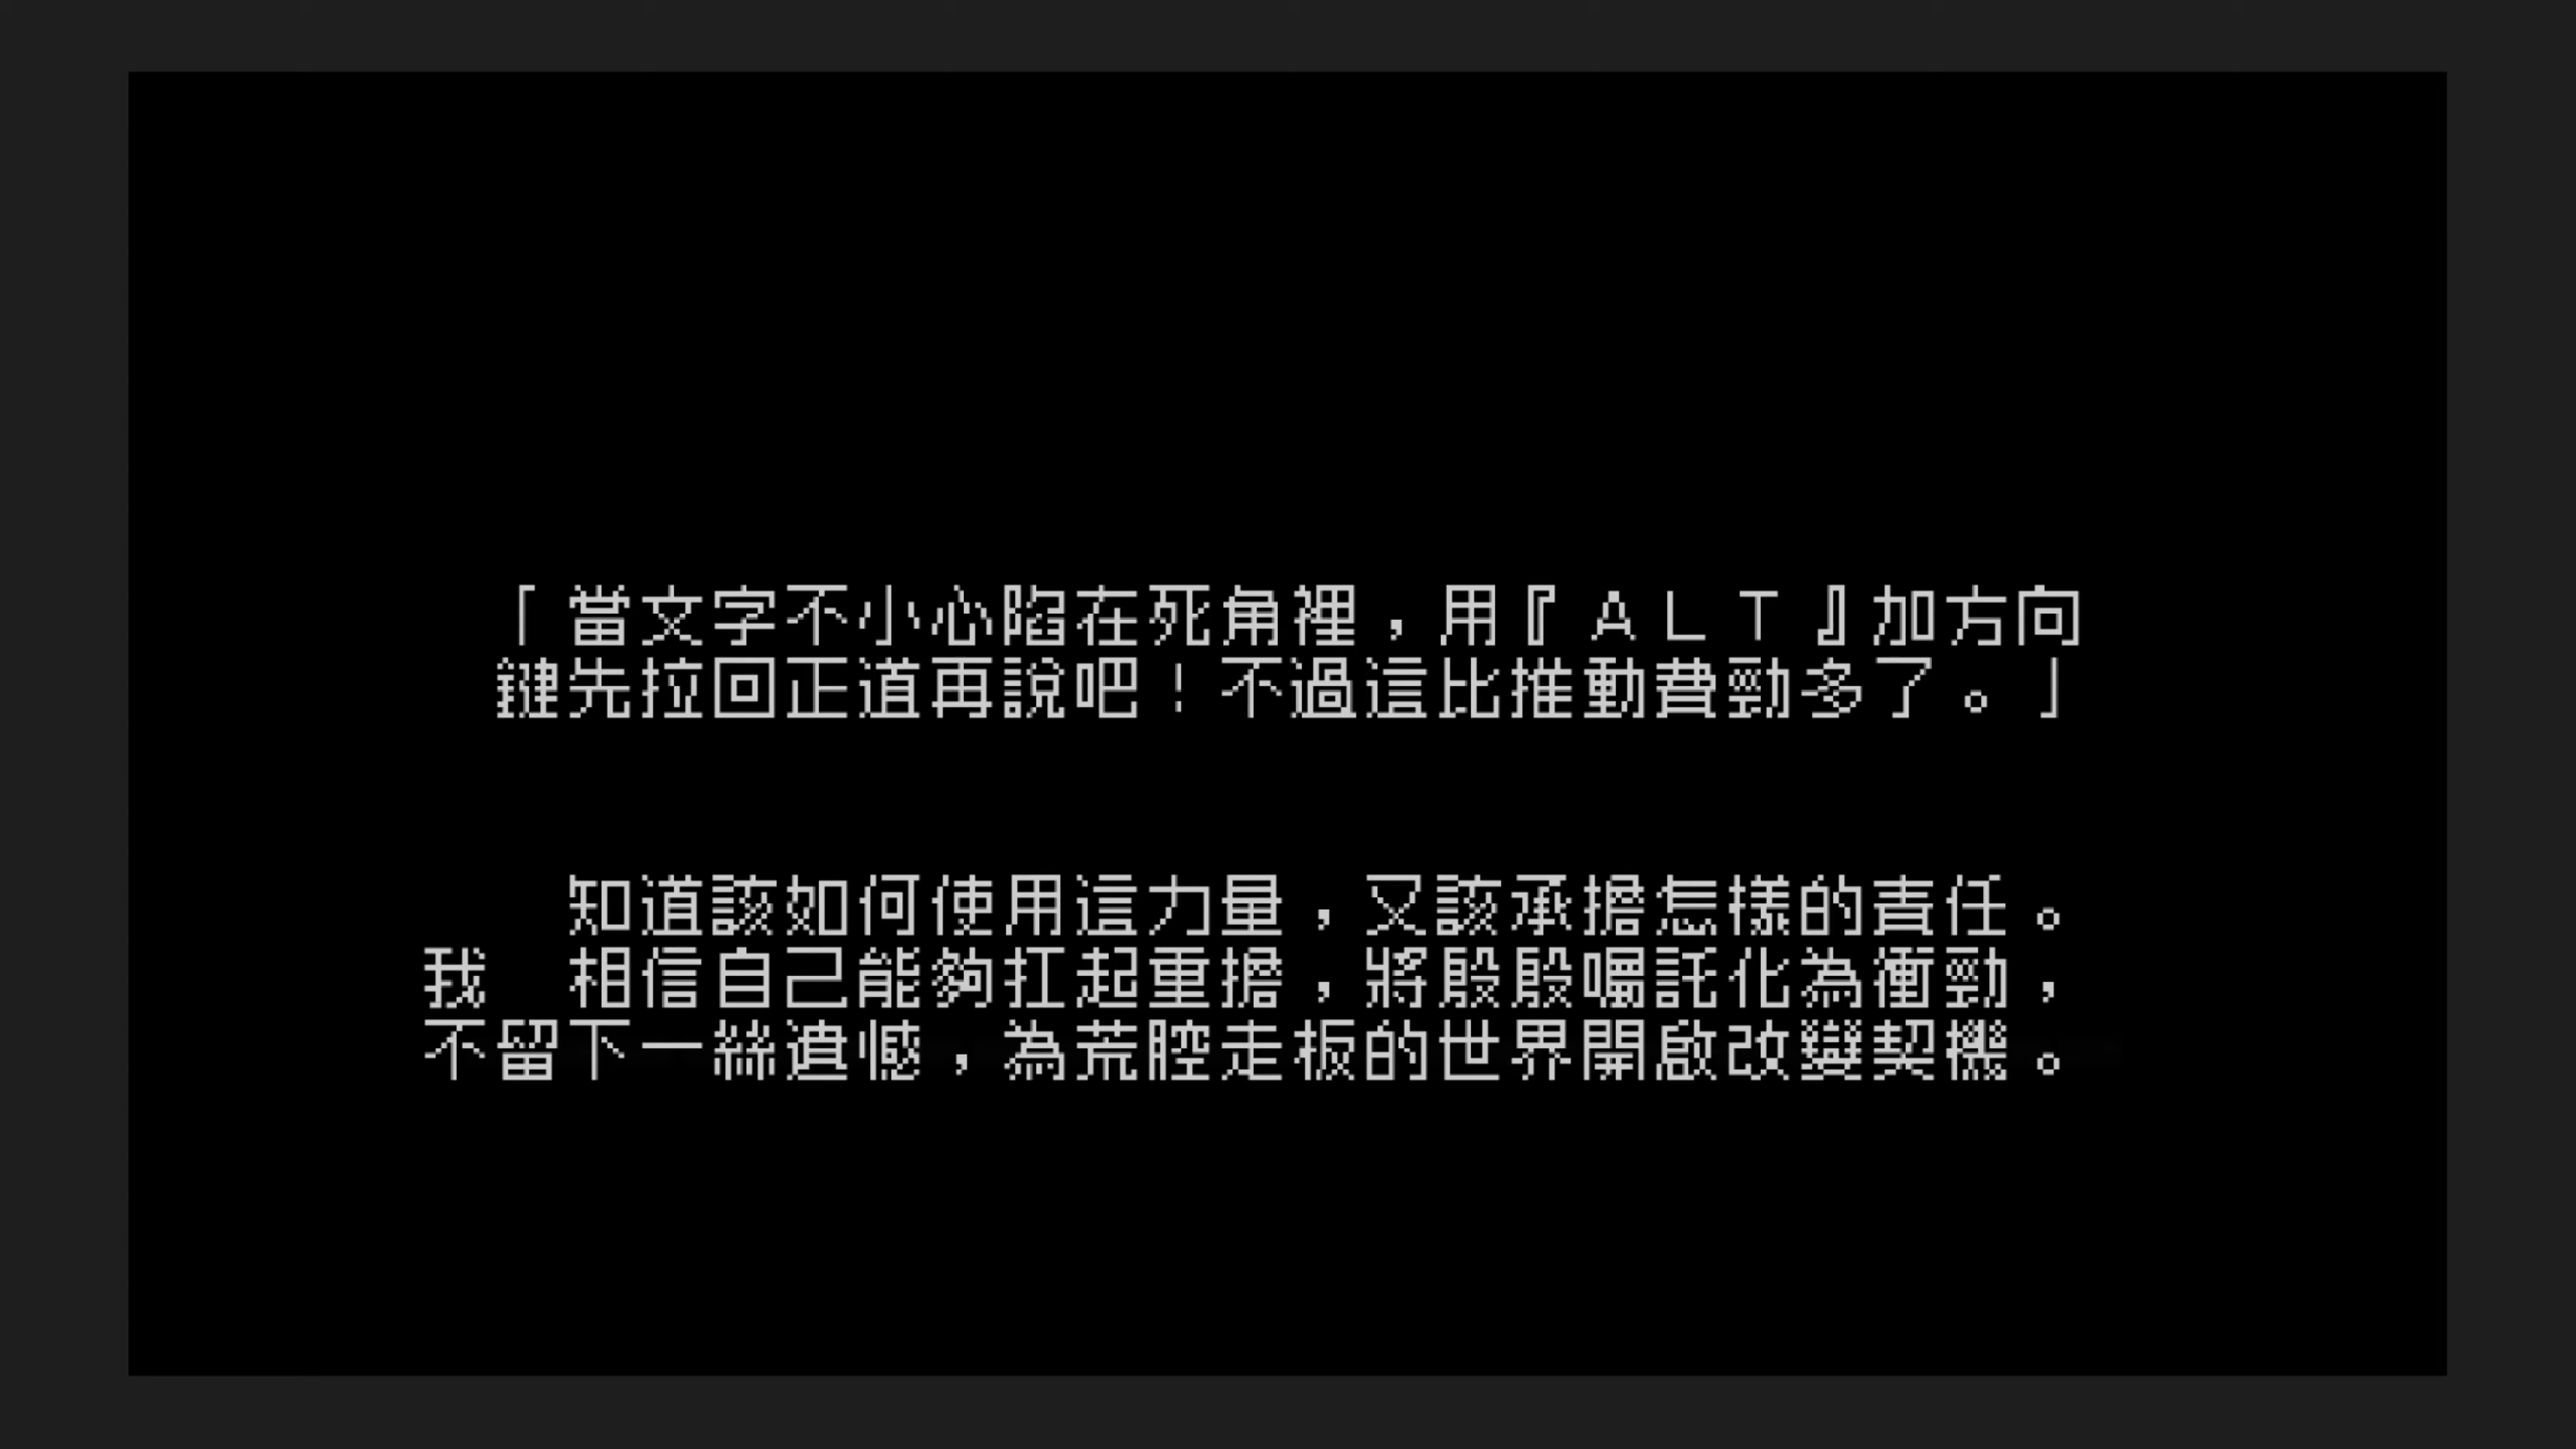 「當文字不小心陷在死角裡，用『ＡＬＴ』加方向
鍵先拉回正道再說吧！不過這比推動費勁多了。」
知道該如何使用這力量，又該承擔怎樣的責任。
我　相信自己能夠扛起重擔，將殷殷囑託化為衝勁，
不留下一絲遺憾，為荒腔走板的世界開啟改變契機。